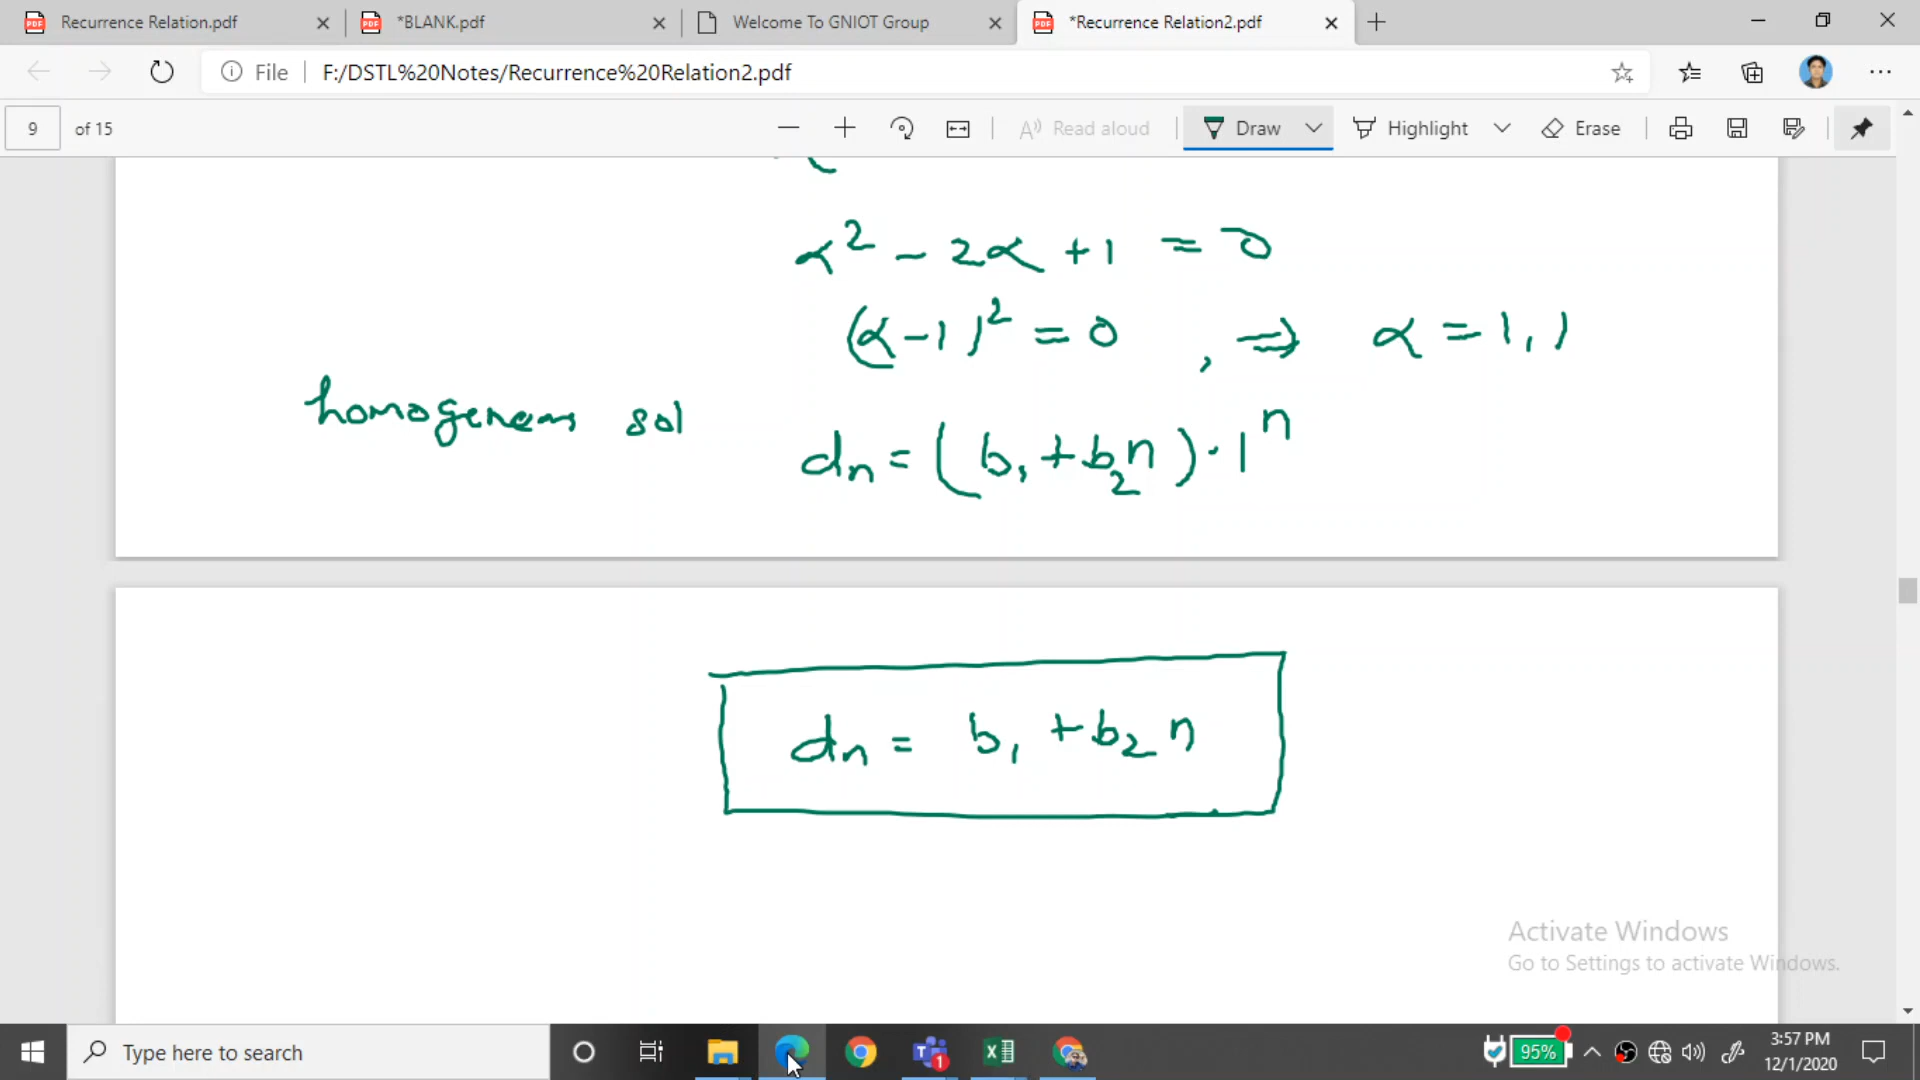 Recurrence Relation.pdf
*BLANK.pdf
Welcome To GNIOT Group
*Recurrence Relation2.pdf
File
F:/DSTL%20Notes/Recurrence%20Relation2.pdf
9 of 15
Read aloud
Draw
Highlight
Erase
α² - 2α + 1 = 0
(α - 1)² = 0 , ⇒ α = 1, 1
homogeneous sol
dn = (b₁ + b₂n) · 1ⁿ
dn = b₁ + b₂ n
Activate Windows
Go to Settings to activate Windows.
Type here to search
1
95%
3:57 PM
12/1/2020